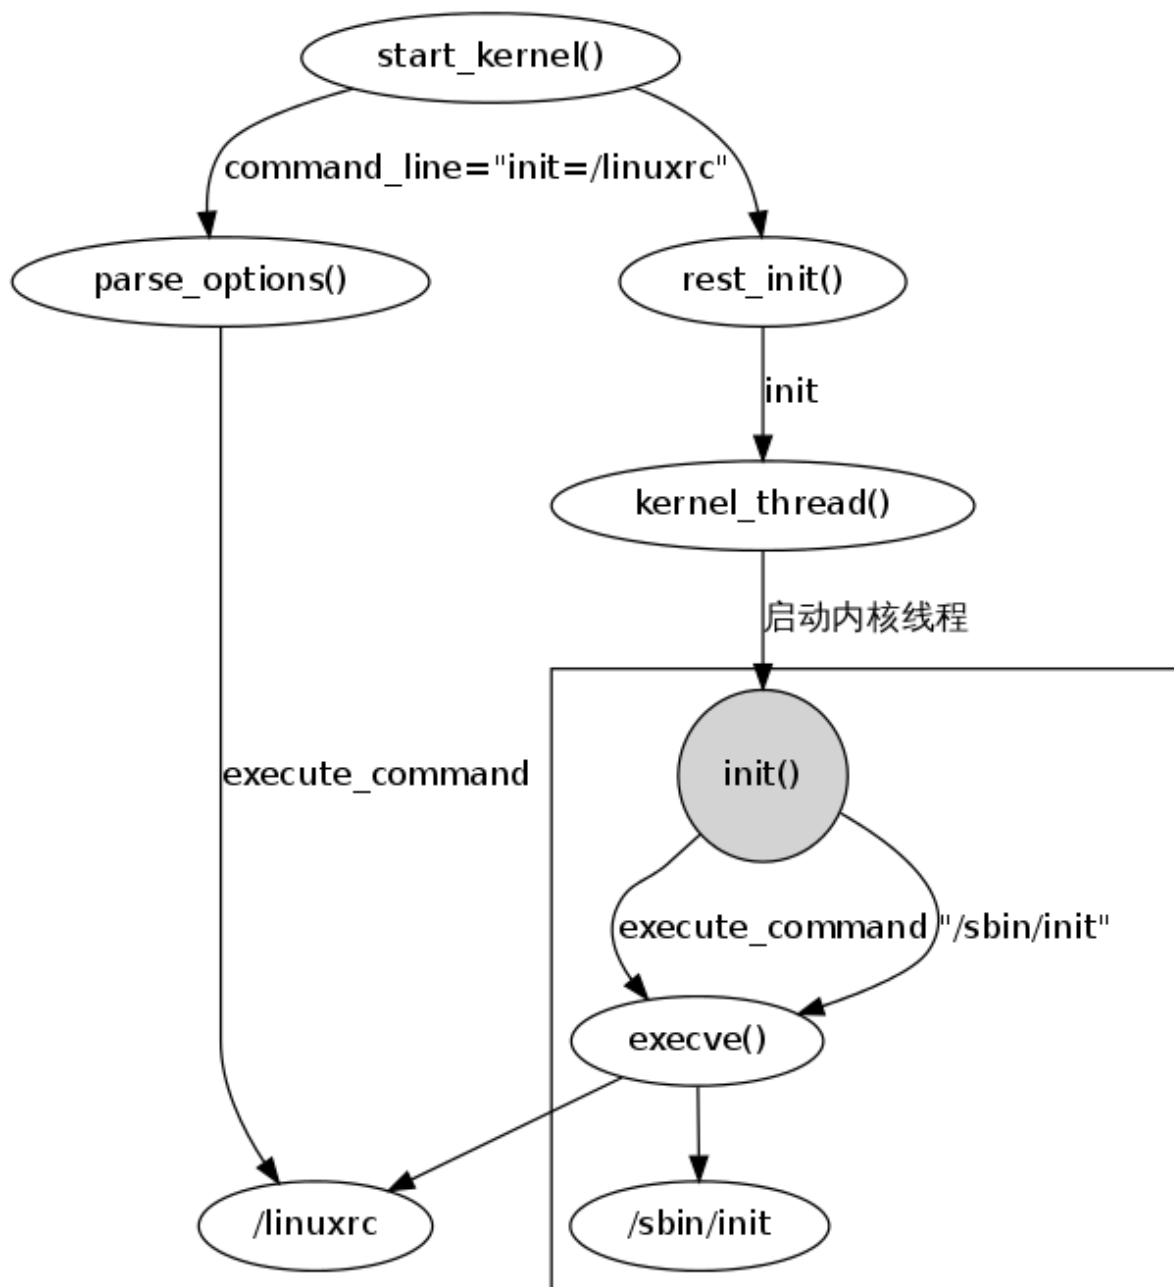 start_kernel()
command_line="init=/linuxrc"
parse_options()
rest_init()
init
kernel_thread()
启动内核线程
execute_command
init()
execute_command
"/sbin/init"
execve()
/linuxrc
/sbin/init